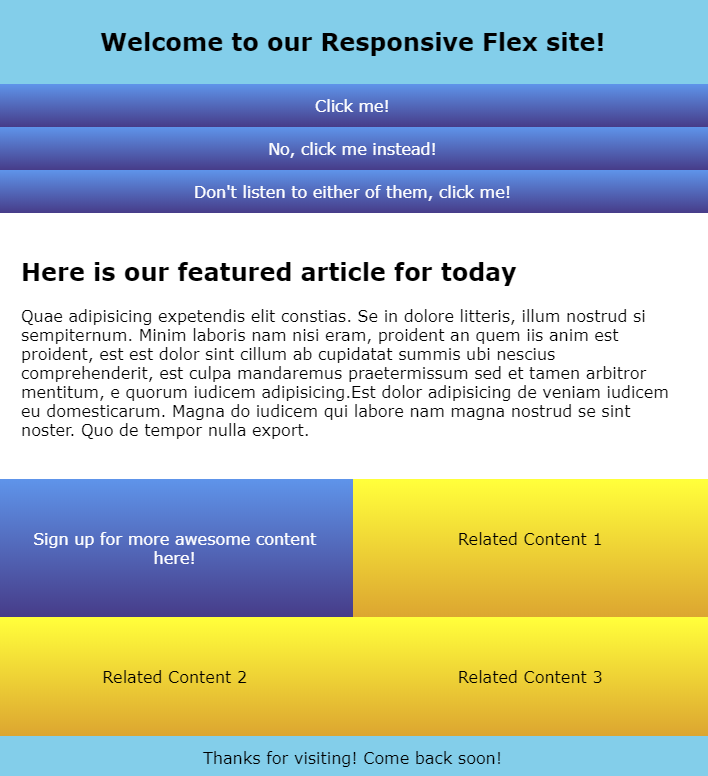 Welcome to our Responsive Flex site!
Click me!
No, click me instead!
Don't listen to either of them, click me!
Here is our featured article for today
Quae adipisicing expetendis elit constias. Se in dolore litteris, illum nostrud si
sempiternum. Minim laboris nam nisi eram, proident an quem iis anim est
proident, est est dolor sint cillum ab cupidatat summis ubi nescius
comprehenderit, est culpa mandaremus praetermissum sed et tamen arbitror
mentitum, e quorum iudicem adipisicing.Est dolor adipisicing de veniam iudicem
eu domesticarum. Magna do iudicem qui labore nam magna nostrud se sint
noster. Quo de tempor nulla export.
Sign up for more awesome content
here!
Related Content 1
Related Content 2
Related Content 3
Thanks for visiting! Come back soon!